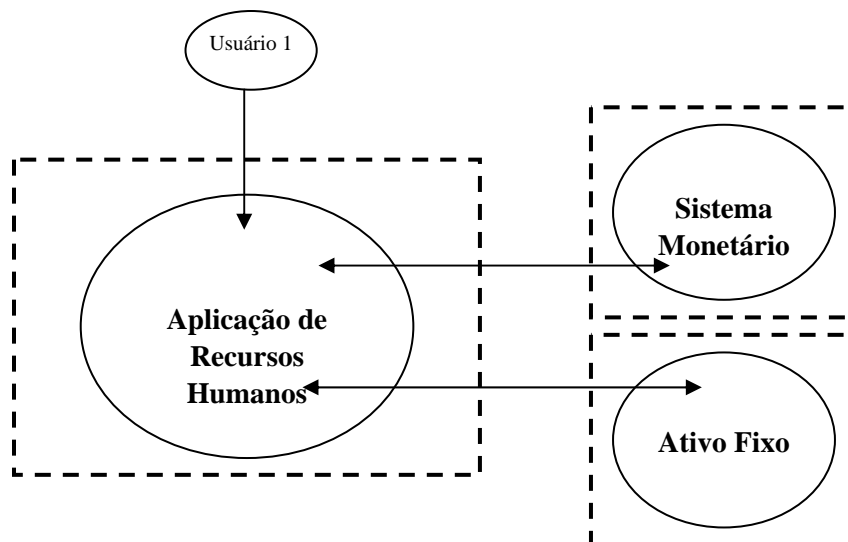 Usuário 1
Sistema
Monetário
Aplicação de
Recursos
Humanos
Ativo Fixo